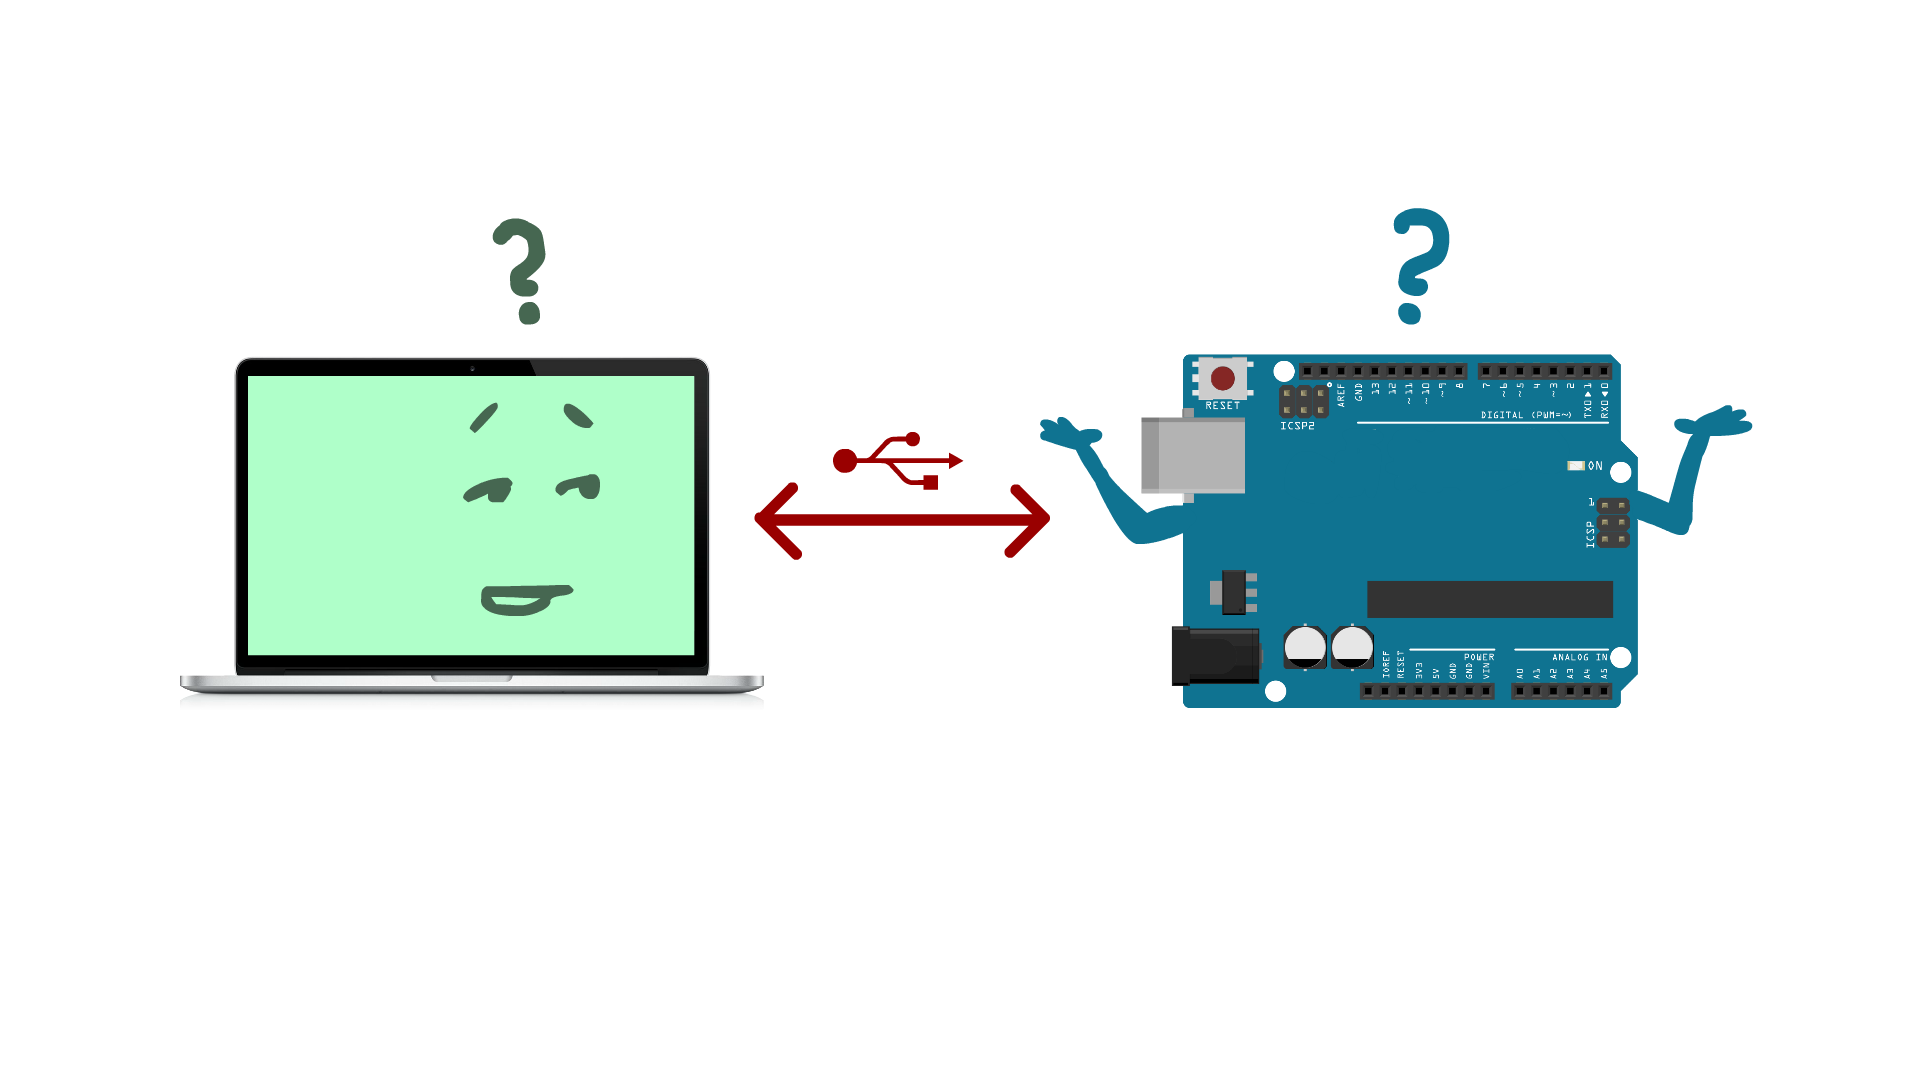 ?
?
RESET
ICSP2
AREF
GND
13
12
~11
~10
~9
8
7
~6
~5
4
~3
2
TX0▶1
RX0◀0
DIGITAL (PWM=~)
ON
1
ICSP
POWER
ANALOG IN
IOREF
RESET
3V3
5V
GND
GND
VIN
A0
A1
A2
A3
A4
A5